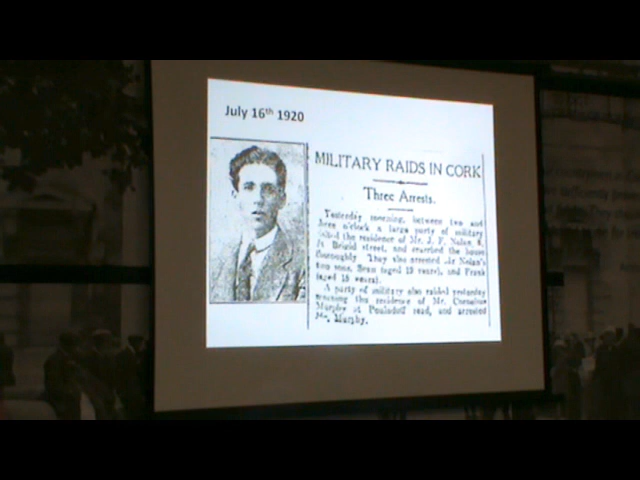 July 16th 1920
MILITARY RAIDS IN CORK
Three Arrests.
Yesterday morning, between two and
three o'clock a large party of military
the residence of Mr. J. F. Nolan,
street, and searched the house
thoroughly. They also arrested Mr Nolan's
two sons, Sean (aged years), and Frank
(aged years).
A party of military also raided yesterday
morning the residence of Mr. Cornelius
Murphy at Pouladuff road, and arrested
Mr. Murphy.